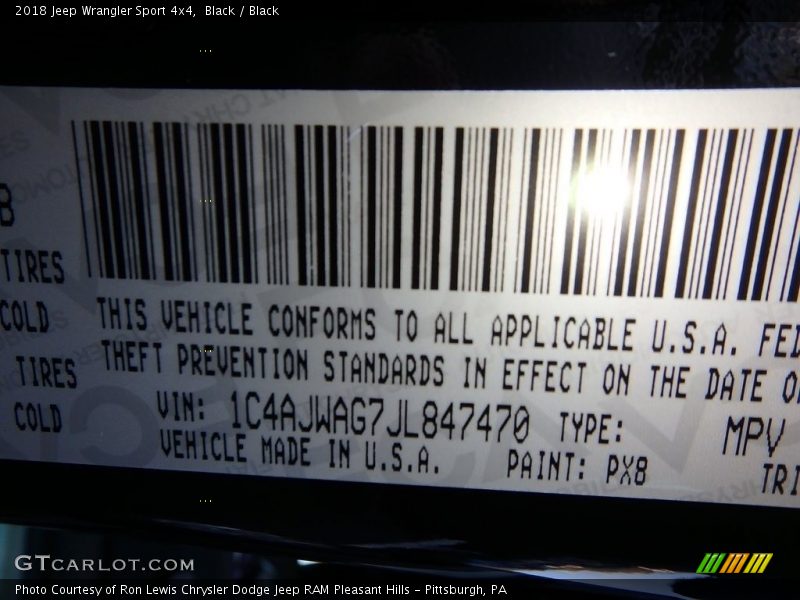 2018 Jeep Wrangler Sport 4x4,  Black / Black
B
TIRES
COLD
TIRES
COLD
THIS VEHICLE CONFORMS TO ALL APPLICABLE U.S.A. FED
THEFT PREVENTION STANDARDS IN EFFECT ON THE DATE O
VIN: 1C4AJWAG7JL847470 TYPE: MPV
VEHICLE MADE IN U.S.A. PAINT: PX8 TRI
GTCARLOT.COM
Photo Courtesy of Ron Lewis Chrysler Dodge Jeep RAM Pleasant Hills - Pittsburgh, PA